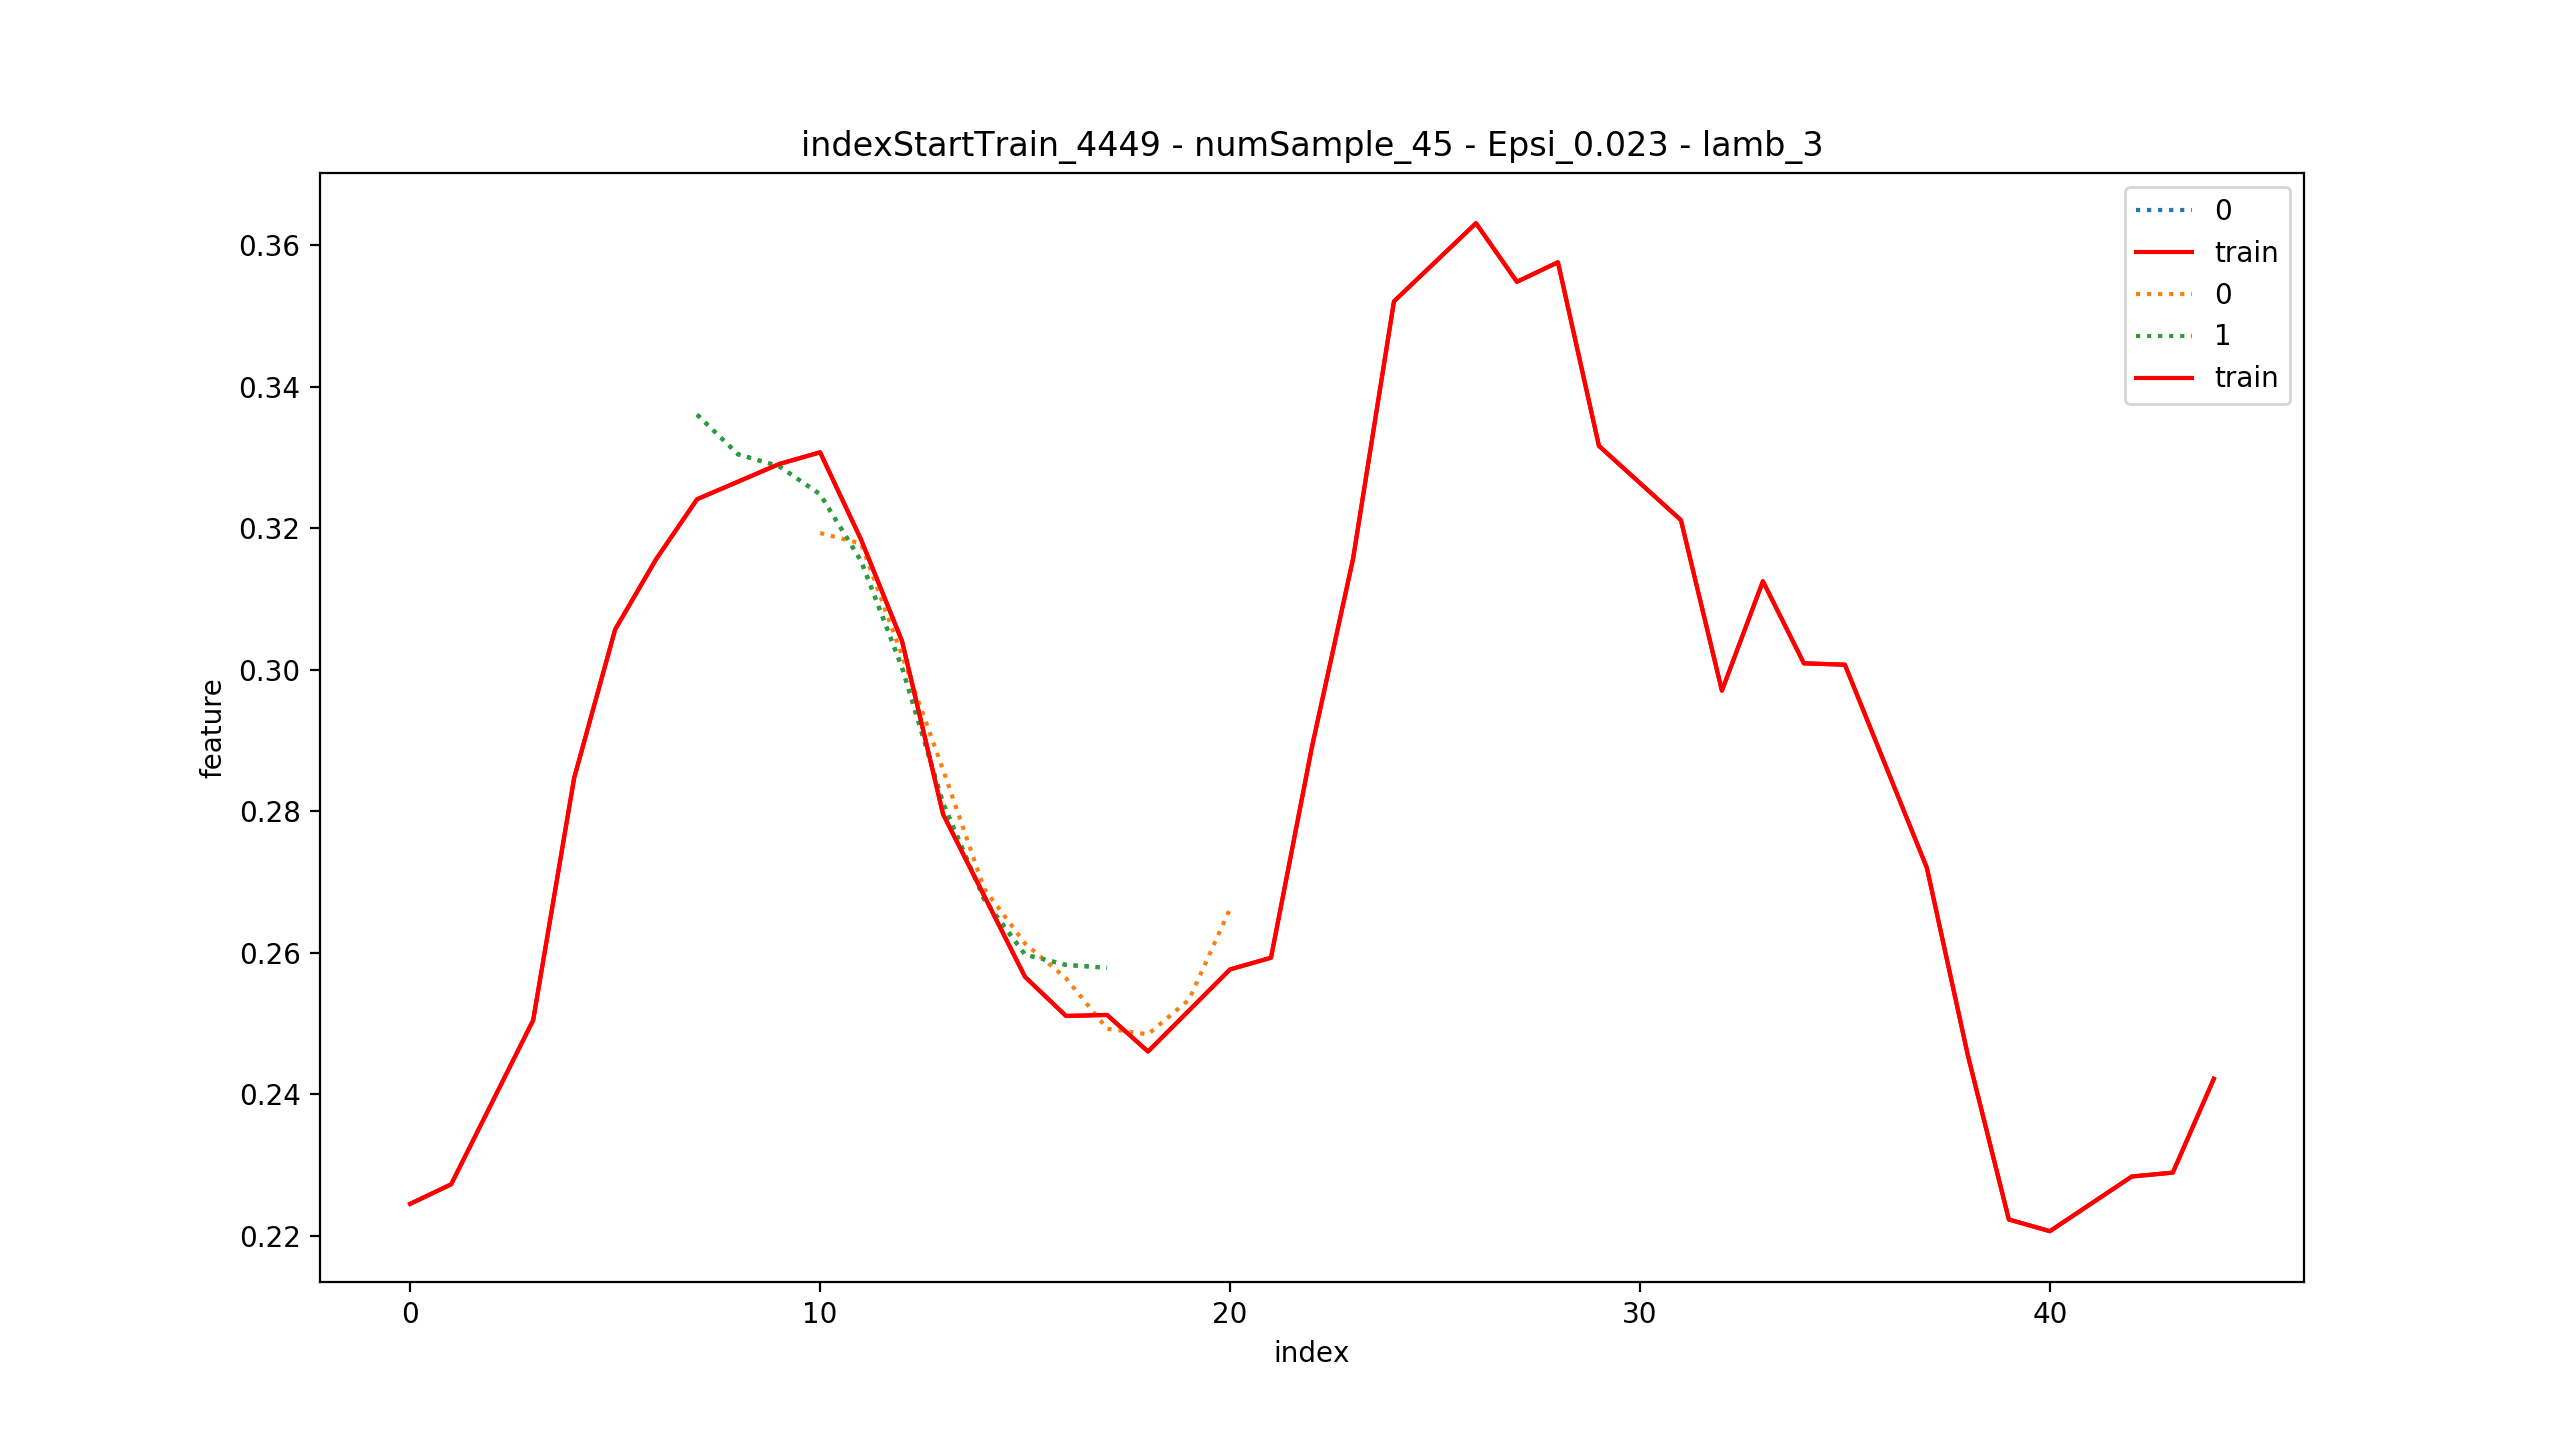 indexStartTrain_4449 - numSample_45 - Epsi_0.023 - lamb_3
0
train
0
1
train
0.36
0.34
0.32
0.30
0.28
0.26
0.24
0.22
feature
0 10 20 30 40
index